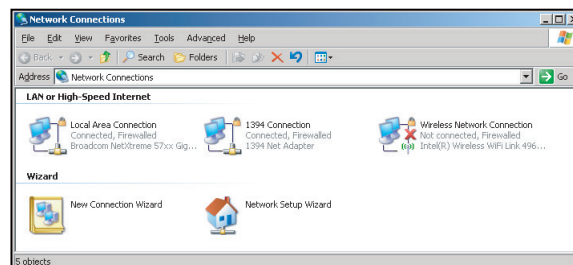 Network Connections
File Edit View Favorites Tools Advanced Help
Back Search Folders
Address Network Connections Go
LAN or High-Speed Internet
Local Area Connection
Connected, Firewalled
Broadcom NetXtreme 57xx Gig...
1394 Connection
Connected, Firewalled
1394 Net Adapter
Wireless Network Connection
Not connected, Firewalled
Intel(R) Wireless WiFi Link 496...
Wizard
New Connection Wizard
Network Setup Wizard
5 objects